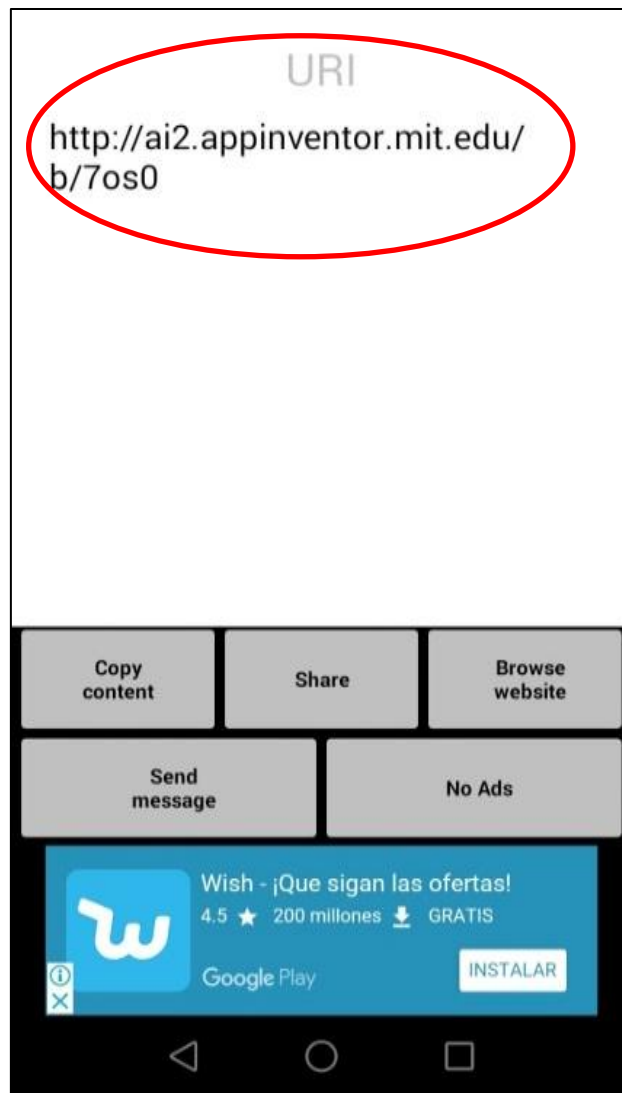 URI
http://ai2.appinventor.mit.edu/
b/7os0
Copy
content
Share
Browse
website
Send
message
No Ads
Wish - ¡Que sigan las ofertas!
4.5 ★ 200 millones GRATIS
Google Play
INSTALAR